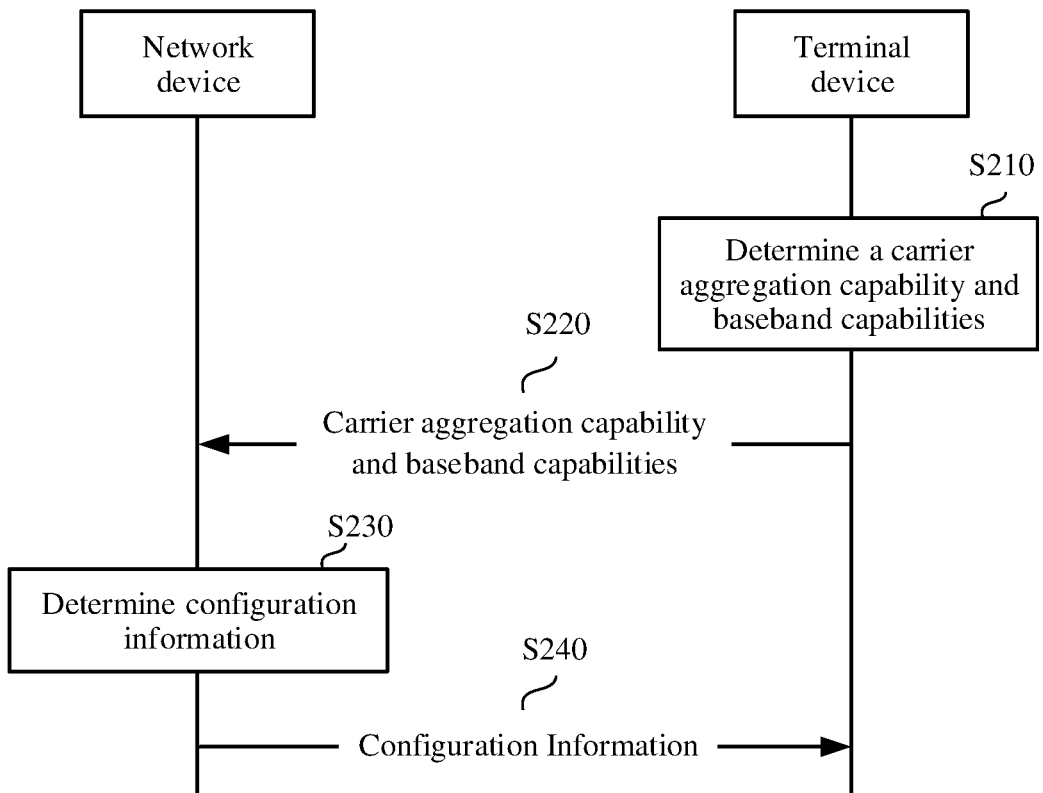 Network
device
Terminal
device
S210
Determine a carrier
aggregation capability and
baseband capabilities
S220
Carrier aggregation capability
and baseband capabilities
S230
Determine configuration
information
S240
Configuration Information